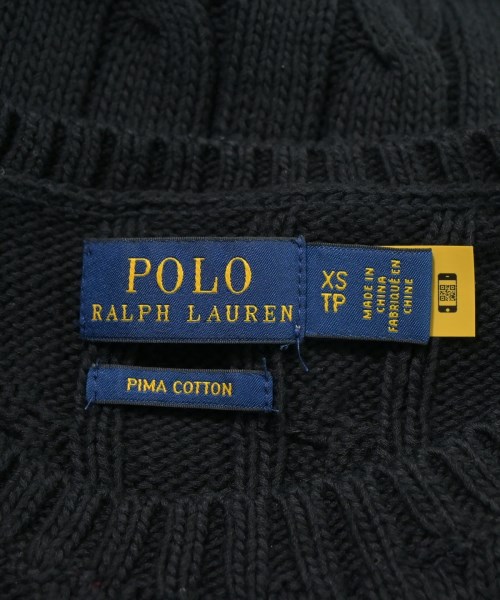 POLO
RALPH LAUREN
XS
TP
MADE IN
CHINA
FABRIQUÉ EN
CHINE
PIMA COTTON